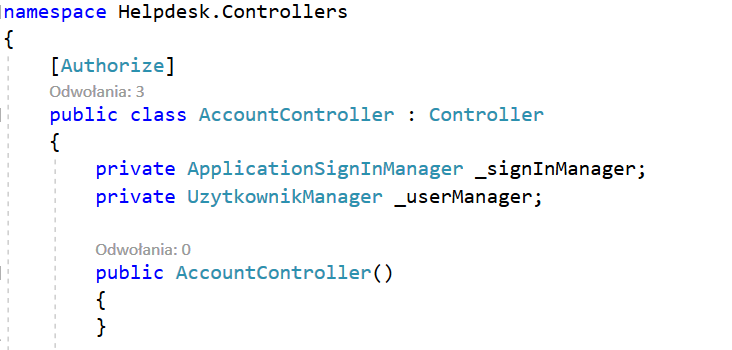 namespace Helpdesk.Controllers
{
[Authorize]
Odwołania: 3
public class AccountController : Controller
{
private ApplicationSignInManager _signInManager;
private UzytkownikManager _userManager;
Odwołania: 0
public AccountController()
{
}